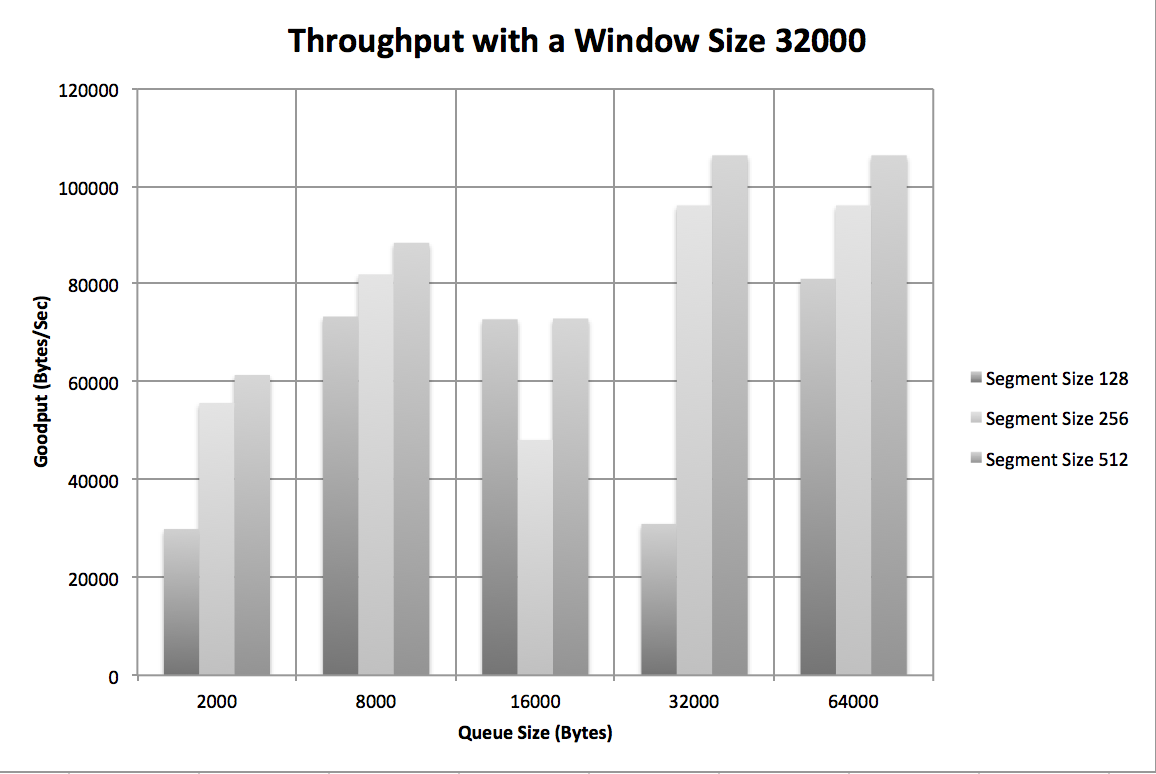 Throughput with a Window Size 32000
120000
100000
80000
60000
40000
20000
0
Goodput (Bytes/Sec)
2000 8000 16000 32000 64000
Queue Size (Bytes)
Segment Size 128
Segment Size 256
Segment Size 512